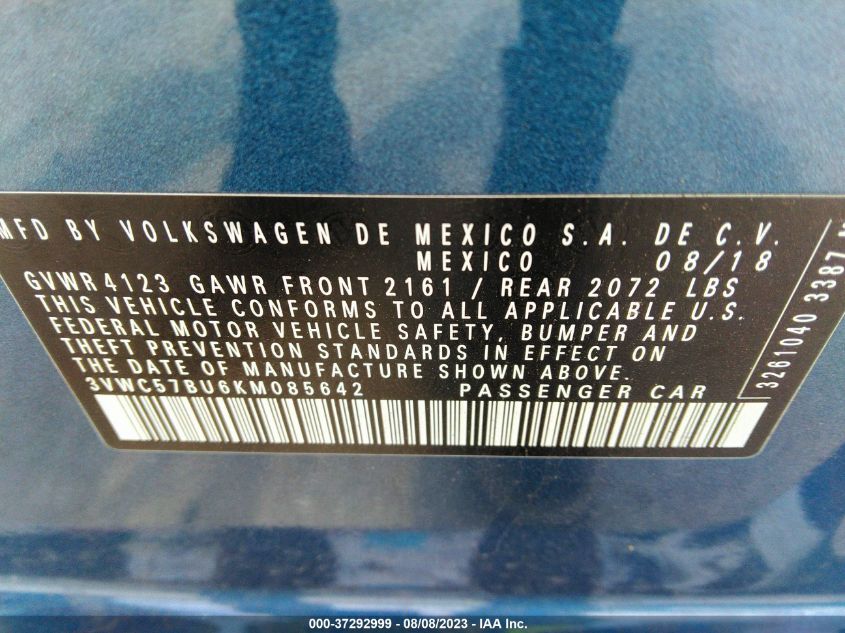 MFD BY VOLKSWAGEN DE MEXICO S.A. DE C.V.
MEXICO 08/18
GVWR 4123 GAWR FRONT 2161 / REAR 2072 LBS
THIS VEHICLE CONFORMS TO ALL APPLICABLE U.S.
FEDERAL MOTOR VEHICLE SAFETY, BUMPER AND
THEFT PREVENTION STANDARDS IN EFFECT ON
THE DATE OF MANUFACTURE SHOWN ABOVE.
3VWC57BU6KM085642 PASSENGER CAR
3261040 3387
000-37292999 - 08/08/2023 - IAA Inc.